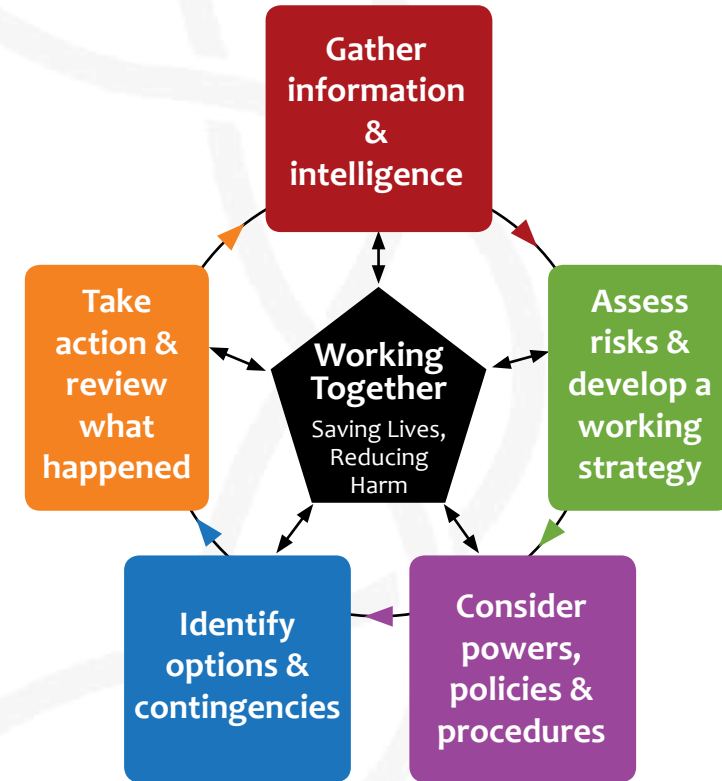 Gather
information
&
intelligence
Assess
risks &
develop a
working
strategy
Consider
powers,
policies &
procedures
Identify
options &
contingencies
Take
action &
review
what
happened
Working
Together
Saving Lives,
Reducing
Harm